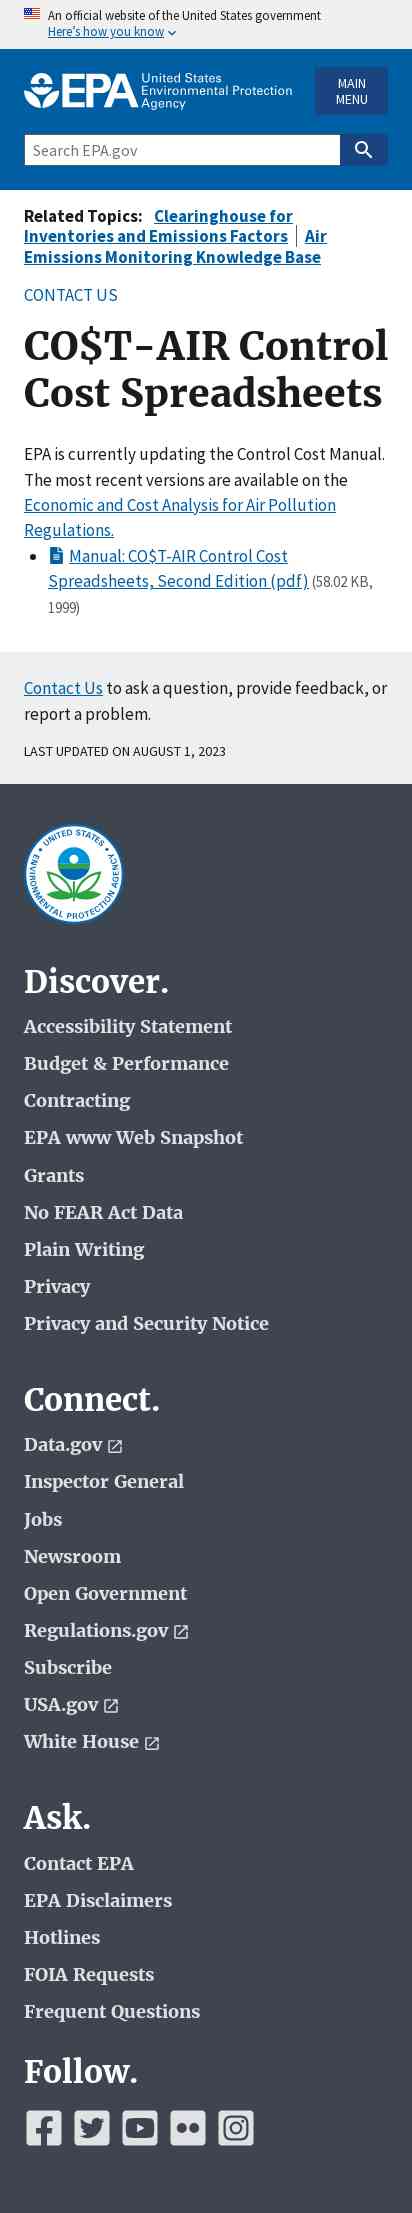 An official website of the United States government
Here's how you know
EPA United States
Environmental Protection
Agency
MAIN
MENU
Search EPA.gov
Related Topics: Clearinghouse for
Inventories and Emissions Factors | Air
Emissions Monitoring Knowledge Base
CONTACT US
CO$T-AIR Control
Cost Spreadsheets
EPA is currently updating the Control Cost Manual.
The most recent versions are available on the
Economic and Cost Analysis for Air Pollution
Regulations.
Manual: CO$T-AIR Control Cost
Spreadsheets, Second Edition (pdf) (58.02 KB,
1999)
Contact Us to ask a question, provide feedback, or
report a problem.
LAST UPDATED ON AUGUST 1, 2023
UNITED STATES
ENVIRONMENTAL PROTECTION AGENCY
Discover.
Accessibility Statement
Budget & Performance
Contracting
EPA www Web Snapshot
Grants
No FEAR Act Data
Plain Writing
Privacy
Privacy and Security Notice
Connect.
Data.gov
Inspector General
Jobs
Newsroom
Open Government
Regulations.gov
Subscribe
USA.gov
White House
Ask.
Contact EPA
EPA Disclaimers
Hotlines
FOIA Requests
Frequent Questions
Follow.